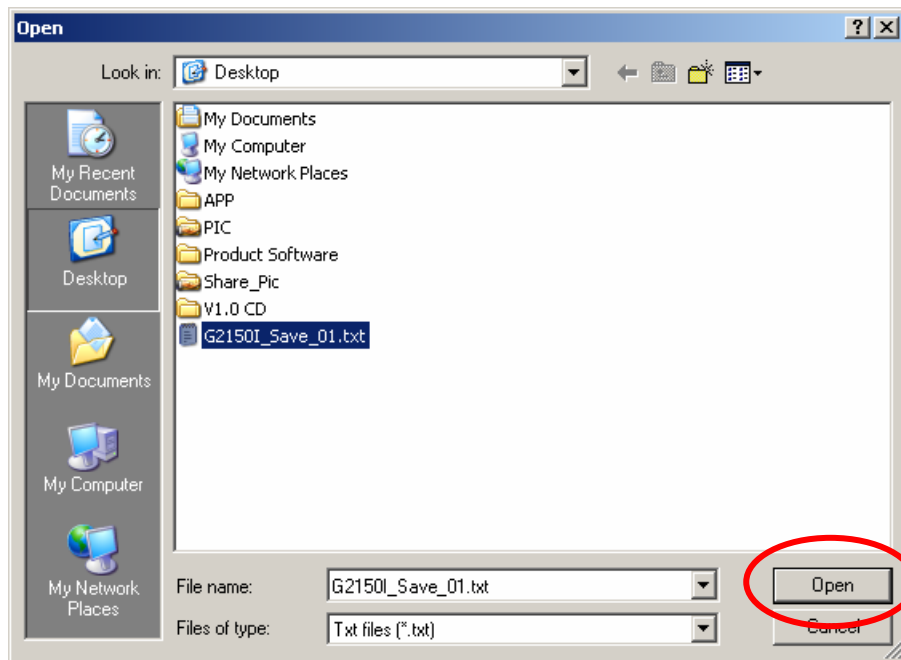 Open
Look in:
Desktop
My Recent
Documents
Desktop
My Documents
My Computer
My Network
Places
My Documents
My Computer
My Network Places
APP
PIC
Product Software
Share_Pic
V1.0 CD
G2150I_Save_01.txt
File name:
G2150I_Save_01.txt
Open
Files of type:
Txt files (*.txt)
Cancel